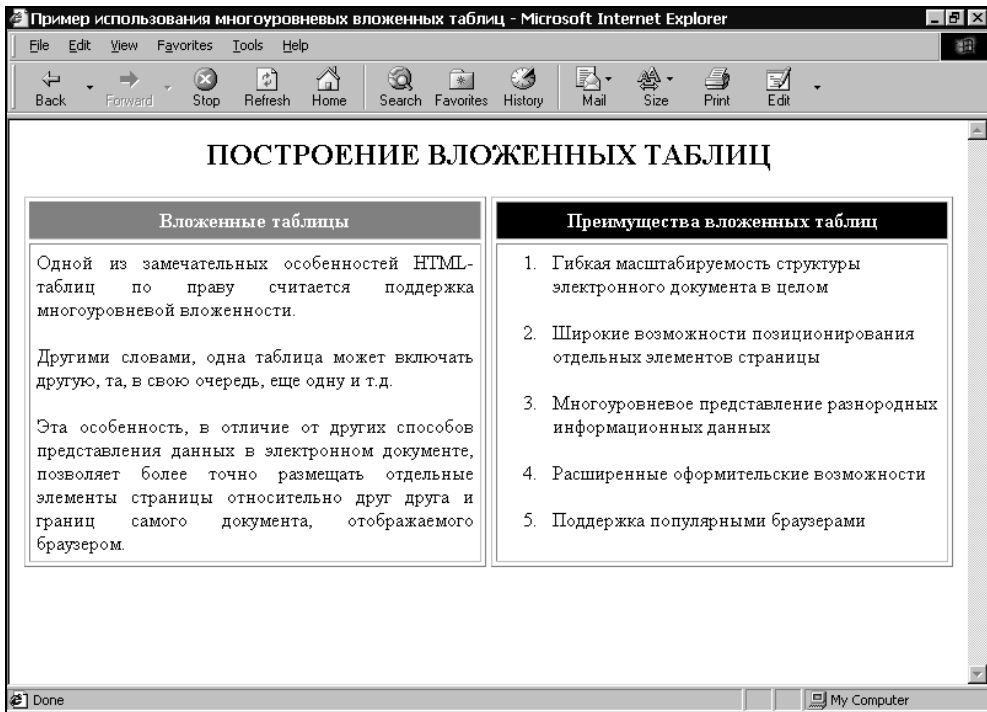 Пример использования многоуровневых вложенных таблиц - Microsoft Internet Explorer
File Edit View Favorites Tools Help
Back Forward Stop Refresh Home Search Favorites History Mail Size Print Edit
ПОСТРОЕНИЕ ВЛОЖЕННЫХ ТАБЛИЦ
Вложенные таблицы
Одной из замечательных особенностей HTML-
таблиц по праву считается поддержка
многоуровневой вложенности.
Другими словами, одна таблица может включать
другую, та, в свою очередь, еще одну и т.д.
Эта особенность, в отличие от других способов
представления данных в электронном документе,
позволяет более точно размещать отдельные
элементы страницы относительно друг друга и
границ самого документа, отображаемого
браузером.
Преимущества вложенных таблиц
1. Гибкая масштабируемость структуры
электронного документа в целом
2. Широкие возможности позиционирования
отдельных элементов страницы
3. Многоуровневое представление разнородных
информационных данных
4. Расширенные оформительские возможности
5. Поддержка популярными браузерами
Done My Computer